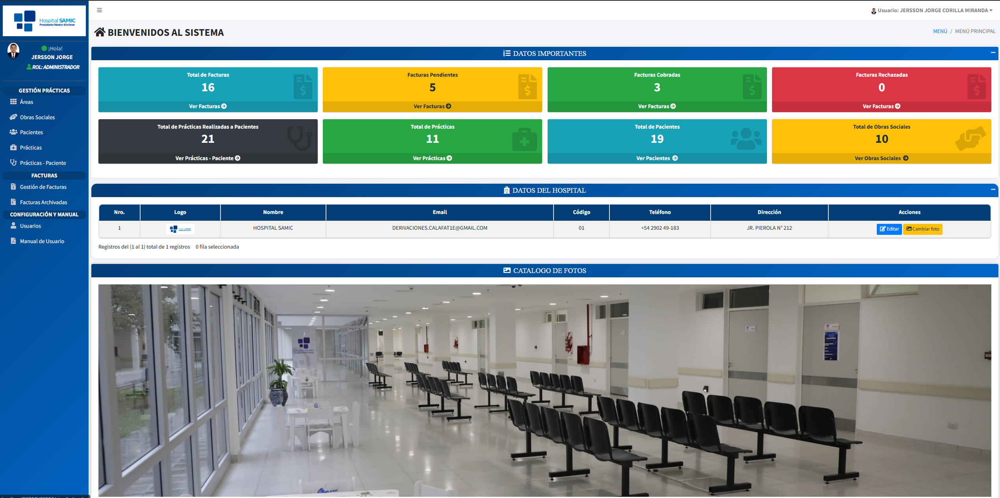 Hospital SAMIC
Presidente Néstor Kirchner
Usuario: JERSSON JORGE CORILLA MIRANDA
¡Hola!
JERSSON JORGE
ROL: ADMINISTRADOR
GESTIÓN PRÁCTICAS
Áreas
Obras Sociales
Pacientes
Prácticas
Prácticas - Paciente
FACTURAS
Gestión de Facturas
Facturas Archivadas
CONFIGURACIÓN Y MANUAL
Usuarios
Manual de Usuario
BIENVENIDOS AL SISTEMA
MENÚ / MENÚ PRINCIPAL
DATOS IMPORTANTES
Total de Facturas
16
Ver Facturas
Facturas Pendientes
5
Ver Facturas
Facturas Cobradas
3
Ver Facturas
Facturas Rechazadas
0
Ver Facturas
Total de Prácticas Realizadas a Pacientes
21
Ver Prácticas - Paciente
Total de Prácticas
11
Ver Prácticas
Total de Pacientes
19
Ver Pacientes
Total de Obras Sociales
10
Ver Obras Sociales
DATOS DEL HOSPITAL
Nro. Logo Nombre Email Código Teléfono Dirección Acciones
1 HOSPITAL SAMIC DERIVACIONES.CALAFAT1E@GMAIL.COM 01 +54 2902 49-183 JR. PIEROLA N° 212 Editar Cambiar foto
Registros del (1 al 1) total de 1 registros 0 fila seleccionada
CATALOGO DE FOTOS
Hospital SAMIC